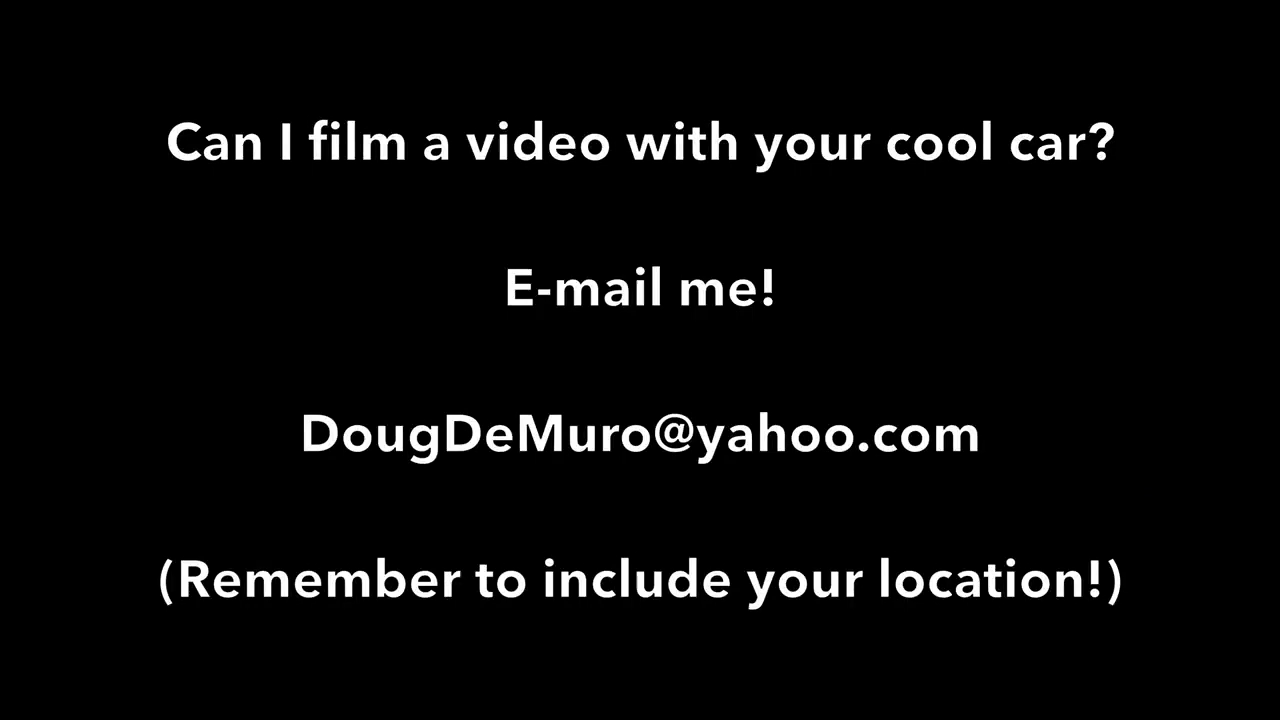 Can I film a video with your cool car?
E-mail me!
DougDeMuro@yahoo.com
(Remember to include your location!)